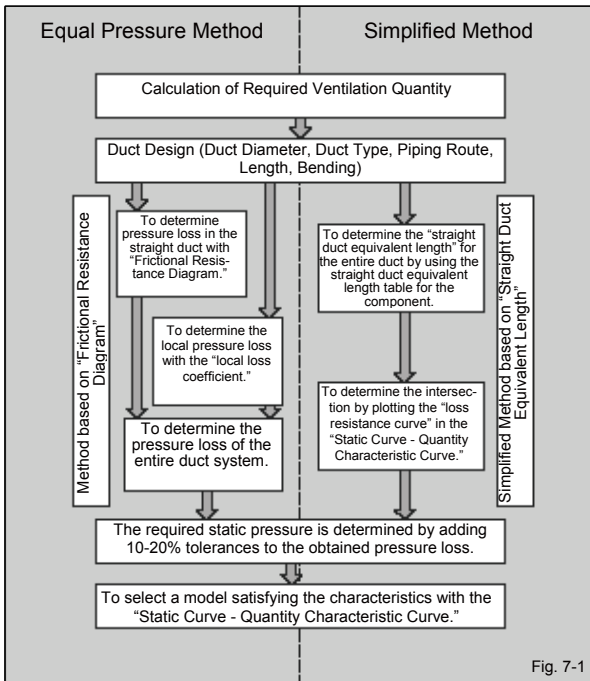 Equal Pressure Method
Simplified Method
Calculation of Required Ventilation Quantity
Duct Design (Duct Diameter, Duct Type, Piping Route,
Length, Bending)
Method based on “Frictional Resistance
Diagram”
To determine
pressure loss in the
straight duct with
“Frictional Resis-
tance Diagram.”
To determine the
local pressure loss
with the “local loss
coefficient.”
To determine the
pressure loss of the
entire duct system.
To determine the “straight
duct equivalent length” for
the entire duct by using the
straight duct equivalent
length table for the
component.
To determine the intersec-
tion by plotting the “loss
resistance curve” in the
“Static Curve - Quantity
Characteristic Curve.”
Simplified Method based on “Straight Duct
Equivalent Length”
The required static pressure is determined by adding
10-20% tolerances to the obtained pressure loss.
To select a model satisfying the characteristics with the
“Static Curve - Quantity Characteristic Curve.”
Fig. 7-1